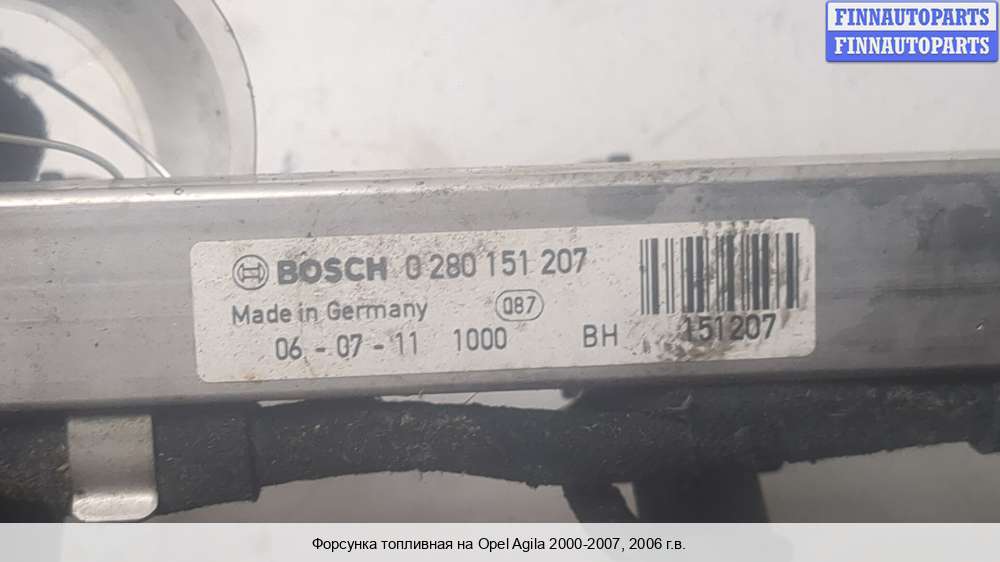 FINNAUTOPARTS
FINNAUTOPARTS
BOSCH 0 280 151 207
Made in Germany 087
06 - 07 - 11 1000 BH 151207
Форсунка топливная на Opel Agila 2000-2007, 2006 г.в.